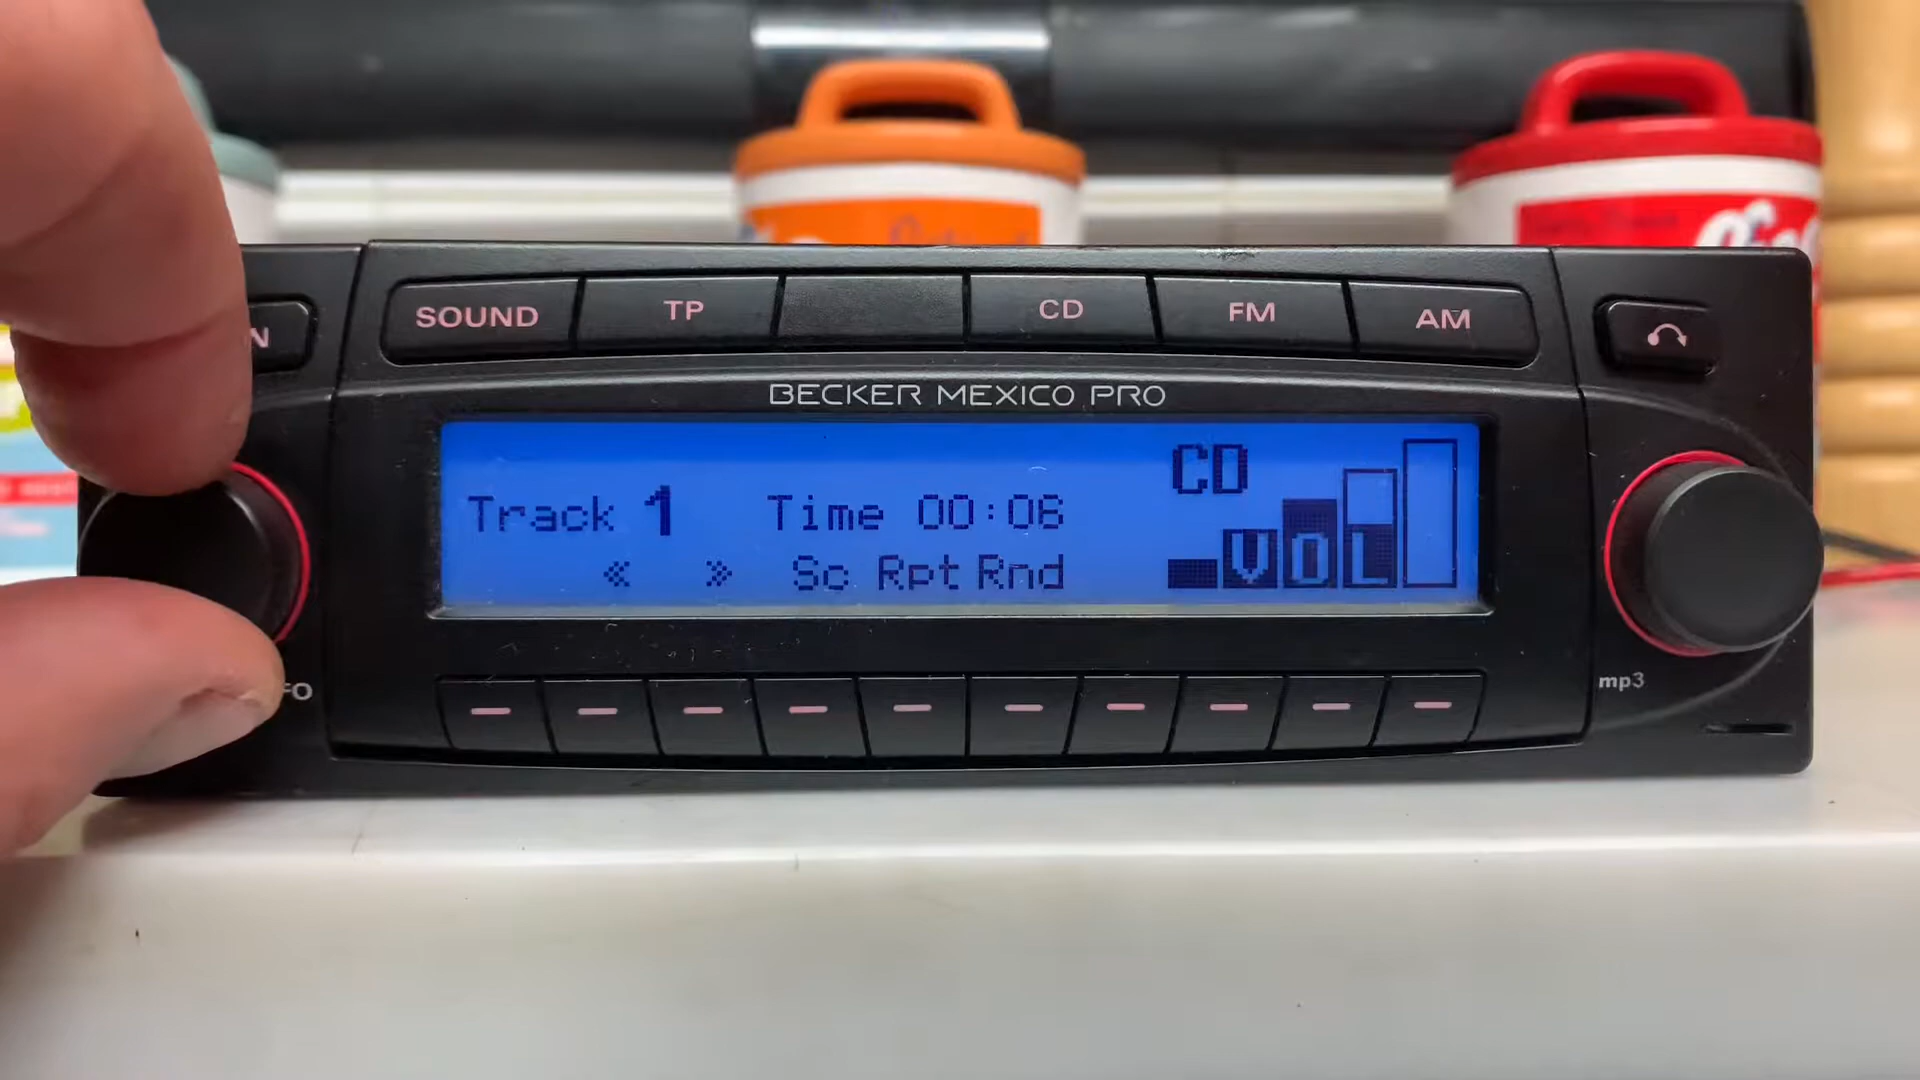 N SOUND TP CD FM AM
BECKER MEXICO PRO
CD
Track 1 Time 00:06
« » Sc Rpt Rnd VOL
FO
mp3